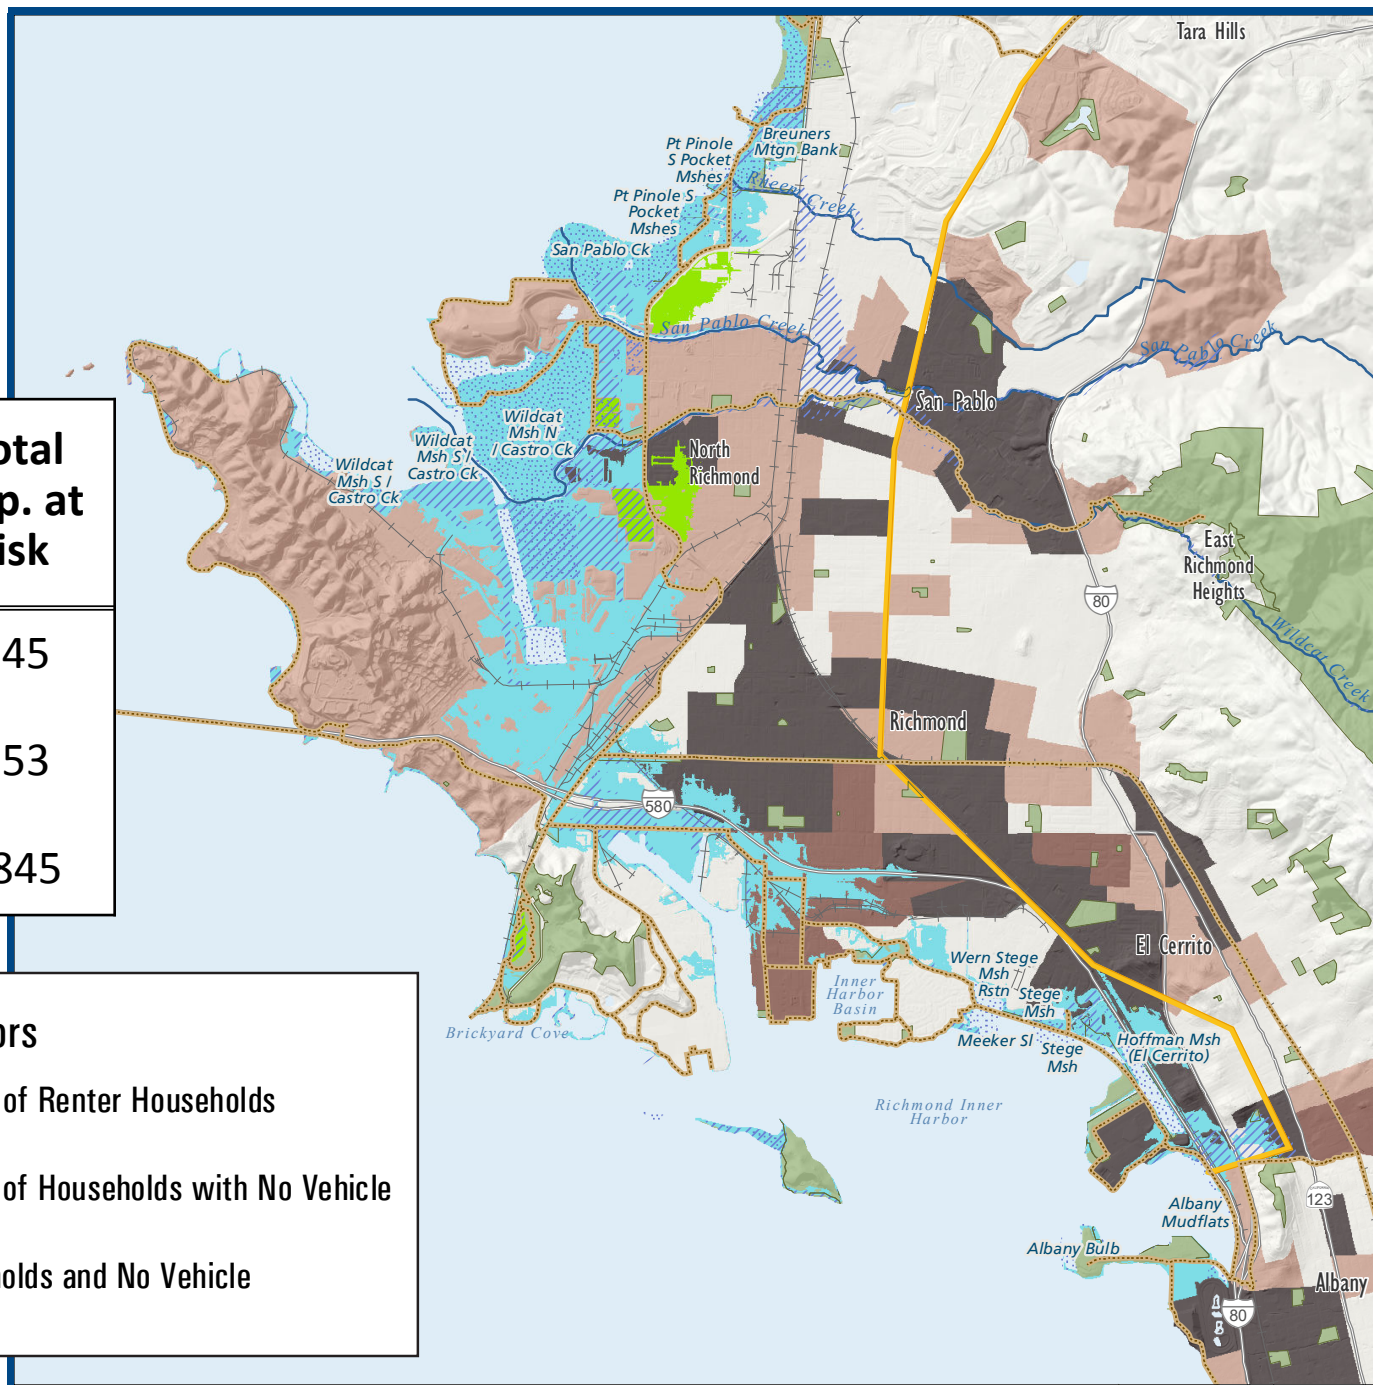 Tara Hills
Breuners
Mtgn Bank
Pt Pinole
S Pocket
Mshes
Rheem Creek
Pt Pinole S
Pocket
Mshes
San Pablo Ck
San Pablo Creek
San Pablo Creek
San Pablo
Wildcat
Msh N
/ Castro Ck
Wildcat
Msh S /
Castro Ck
Wildcat
Msh S /
Castro Ck
North
Richmond
East
Richmond
Heights
80
Wildcat Creek
Richmond
580
El Cerrito
Wern Stege
Msh
Rstn
Stege
Msh
Inner
Harbor
Basin
Brickyard Cove
Meeker Sl
Stege
Msh
Hoffman Msh
(El Cerrito)
Richmond Inner
Harbor
123
Albany
Mudflats
Albany Bulb
80
Albany
otal
p. at
isk
45
53
845
ors
of Renter Households
of Households with No Vehicle
olds and No Vehicle